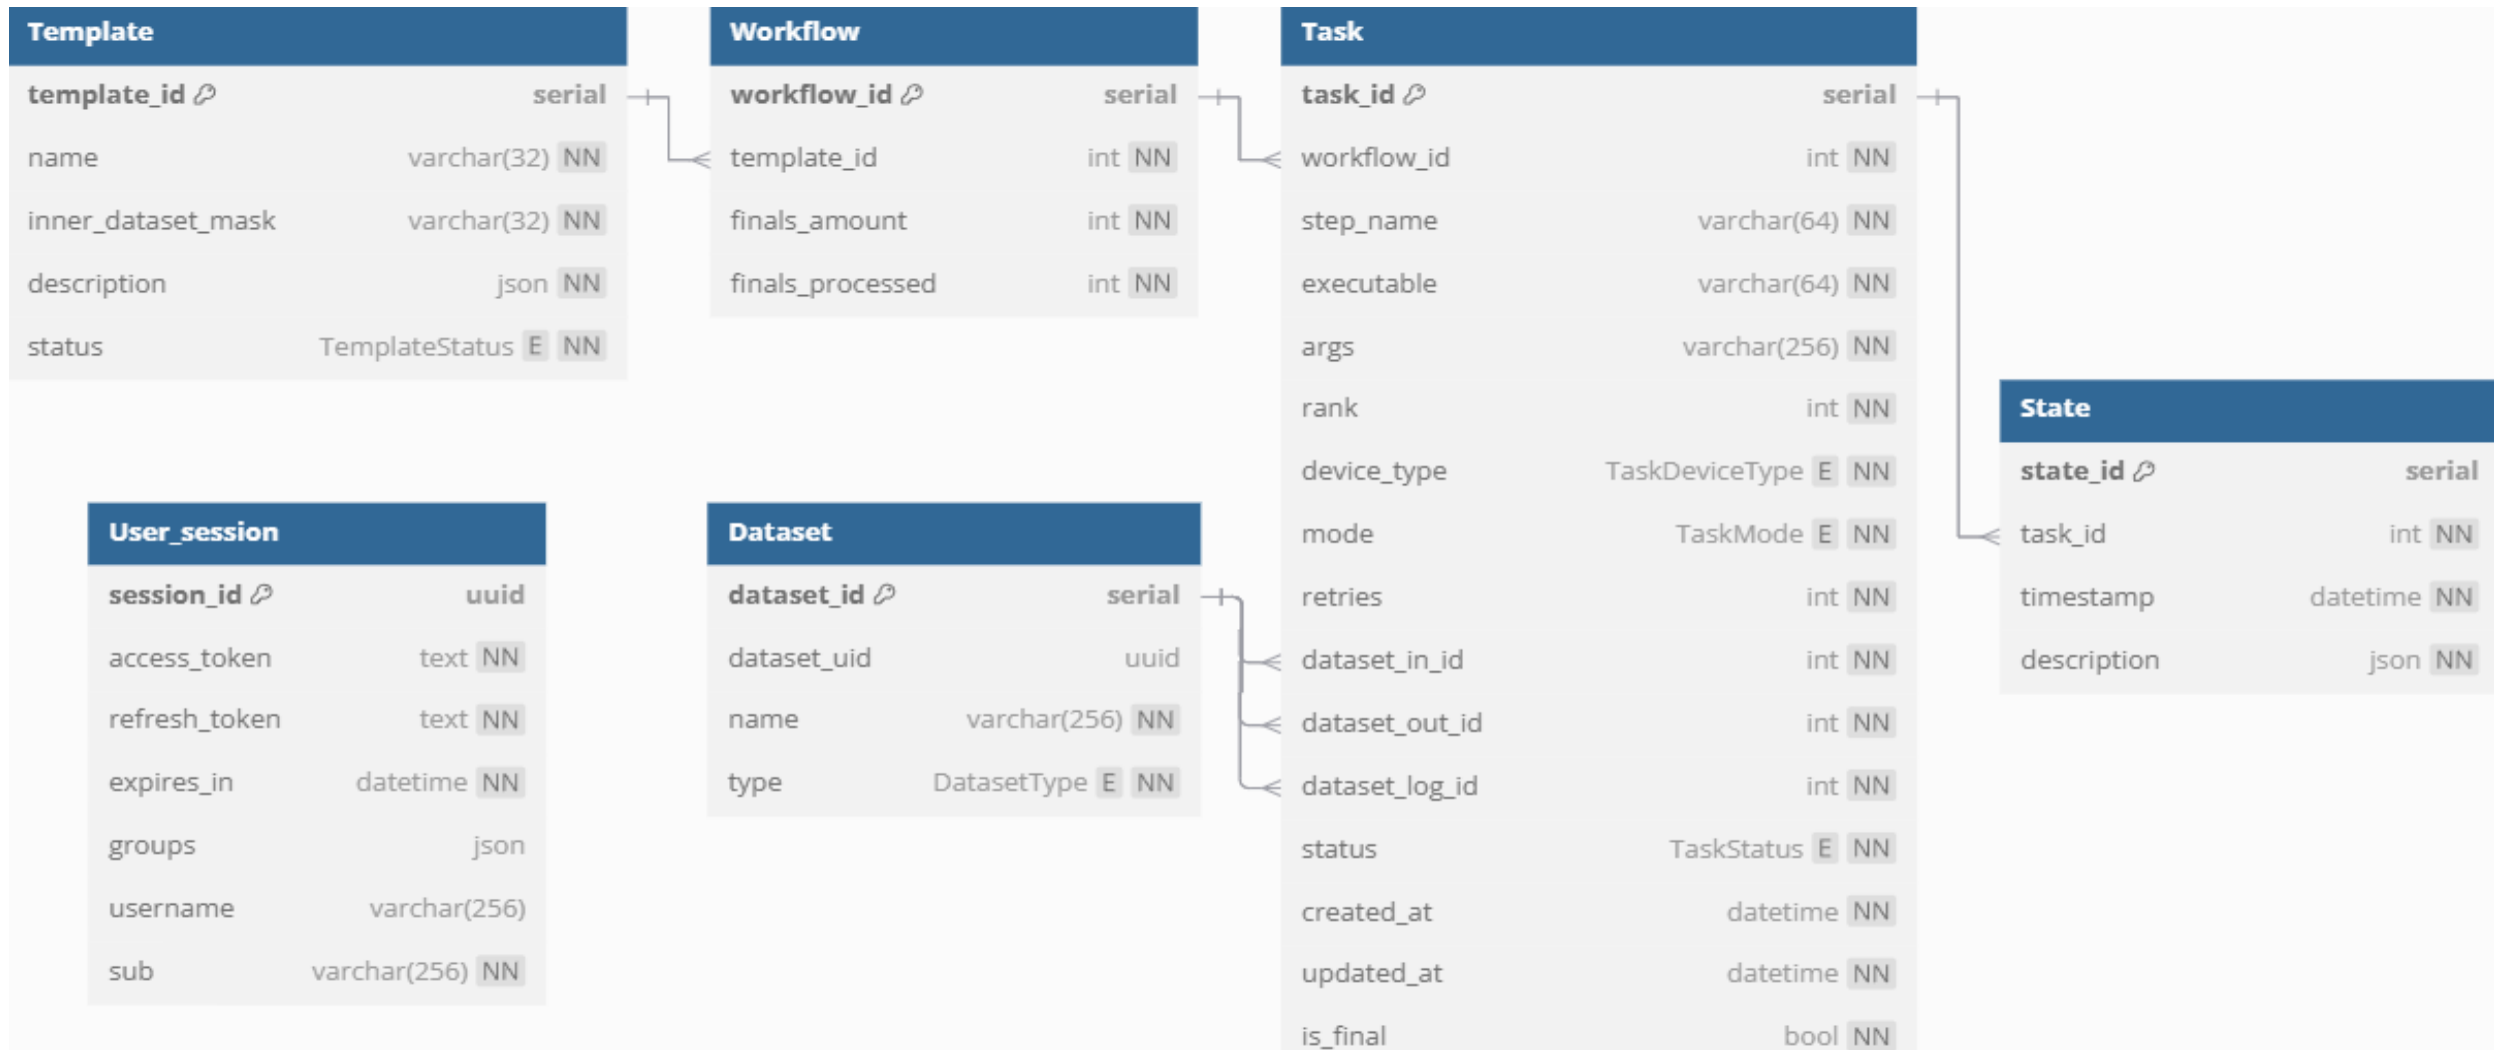 Template
template_id serial
name varchar(32) NN
inner_dataset_mask varchar(32) NN
description json NN
status TemplateStatus E NN
Workflow
workflow_id serial
template_id int NN
finals_amount int NN
finals_processed int NN
Task
task_id serial
workflow_id int NN
step_name varchar(64) NN
executable varchar(64) NN
args varchar(256) NN
rank int NN
device_type TaskDeviceType E NN
mode TaskMode E NN
retries int NN
dataset_in_id int NN
dataset_out_id int NN
dataset_log_id int NN
status TaskStatus E NN
created_at datetime NN
updated_at datetime NN
is_final bool NN
State
state_id serial
task_id int NN
timestamp datetime NN
description json NN
User_session
session_id uuid
access_token text NN
refresh_token text NN
expires_in datetime NN
groups json
username varchar(256)
sub varchar(256) NN
Dataset
dataset_id serial
dataset_uid uuid
name varchar(256) NN
type DatasetType E NN